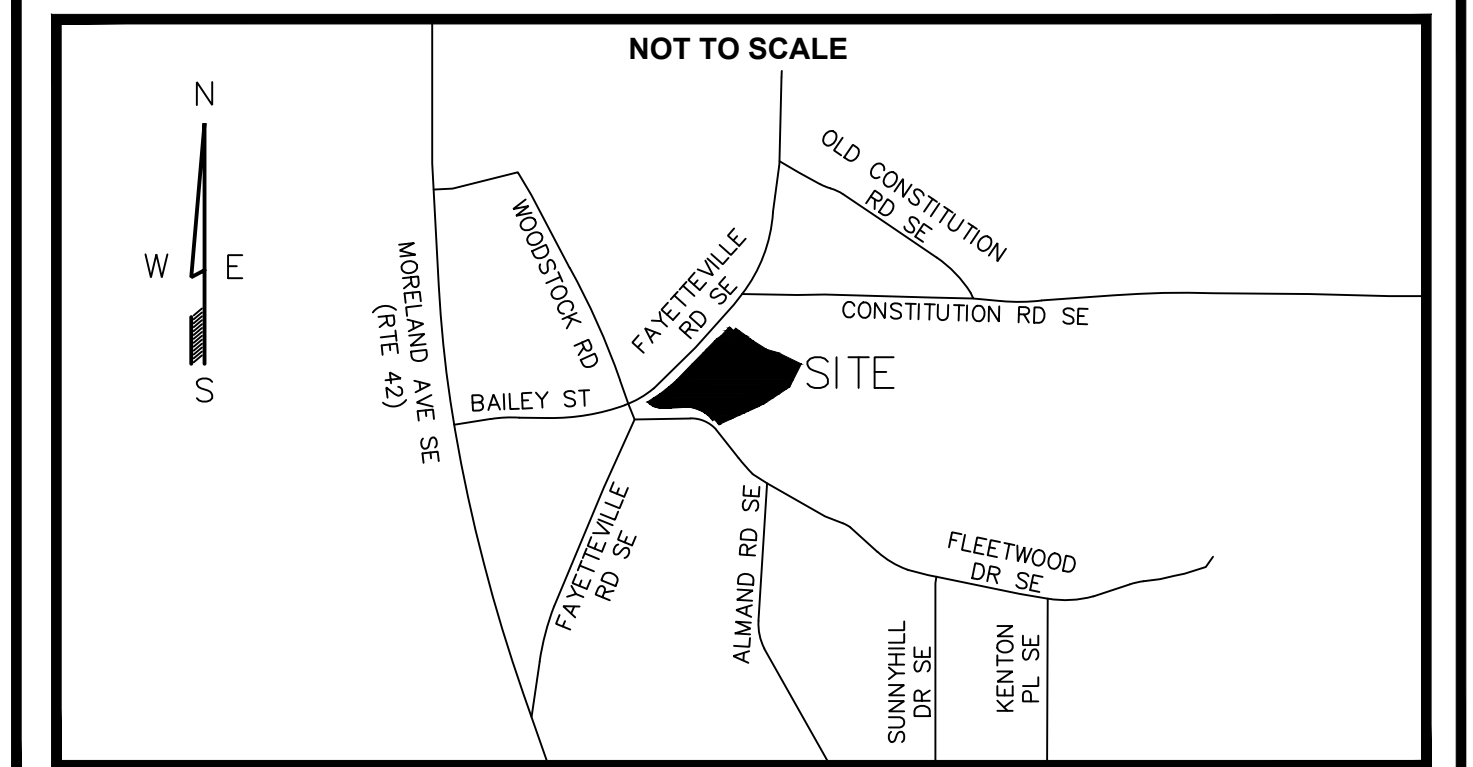 NOT TO SCALE
N
W
E
S
OLD CONSTITUTION
RD SE
WOODSTOCK RD
FAYETTEVILLE
RD SE
MORELAND AVE SE
(RTE 42)
CONSTITUTION RD SE
SITE
BAILEY ST
FAYETTEVILLE
RD SE
ALMAND RD SE
FLEETWOOD
DR SE
SUNNYHILL
DR SE
KENTON
PL SE